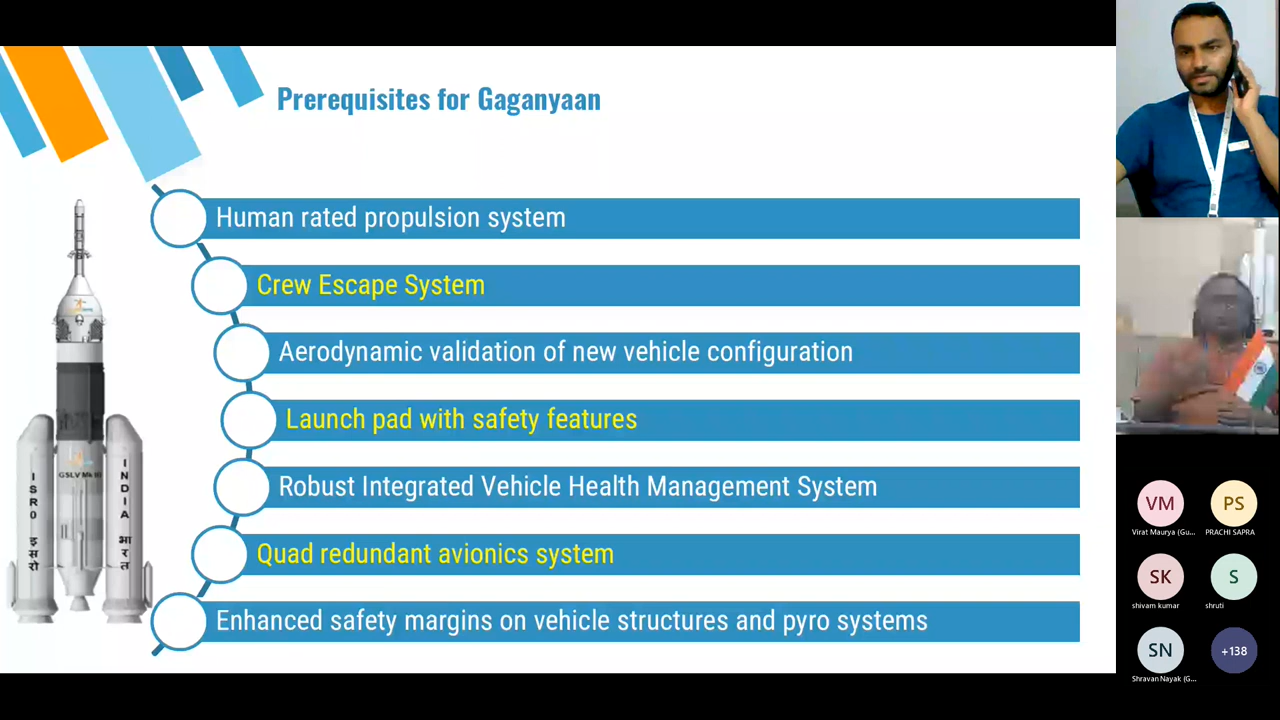 Prerequisites for Gaganyaan
Human rated propulsion system
Crew Escape System
Aerodynamic validation of new vehicle configuration
Launch pad with safety features
Robust Integrated Vehicle Health Management System
Quad redundant avionics system
Enhanced safety margins on vehicle structures and pyro systems
GSLV Mk III
ISRO इसरो
INDIA भारत
VM
Virat Maurya (Gu...
PS
PRACHI SAPRA
SK
shivam kumar
S
shruti
SN
Shravan Nayak (G...
+138